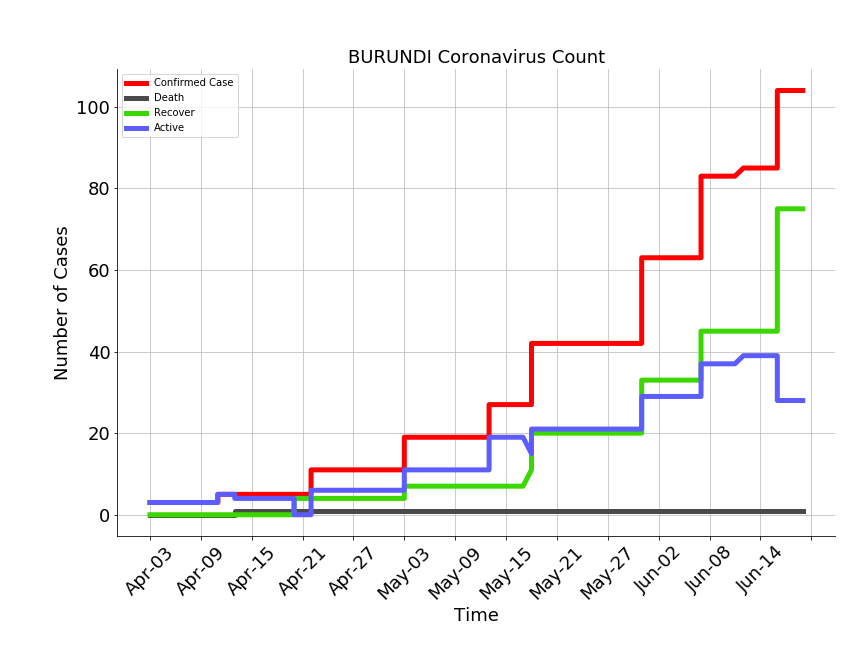 BURUNDI Coronavirus Count
Confirmed Case
Death
Recover
Active
100
80
60
40
20
0
Number of Cases
Apr-03
Apr-09
Apr-15
Apr-21
Apr-27
May-03
May-09
May-15
May-21
May-27
Jun-02
Jun-08
Jun-14
Time